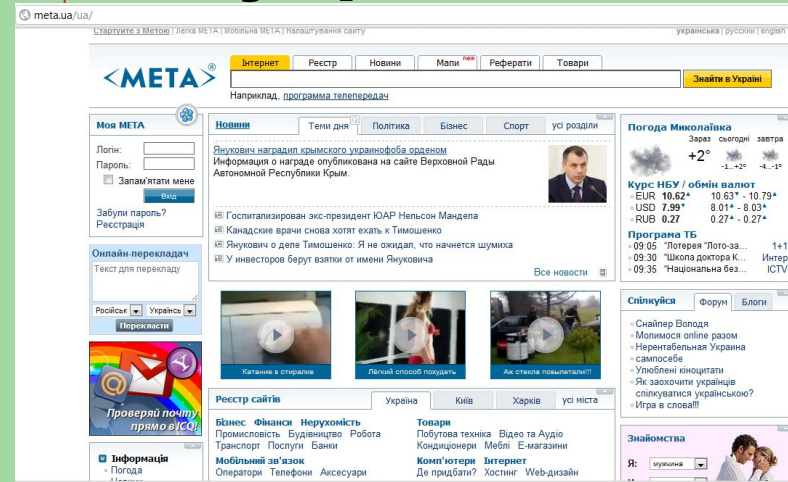 meta.ua/ua/
Стартуйте з Метою | Легка МЕТА | Мобільна МЕТА | Налаштування сайту
українська | русский | english
<META>®
Інтернет Реєстр Новини Мапи new Реферати Товари
Знайти в Україні
Наприклад, программа телепередач
Моя МЕТА
Логін:
Пароль:
Запам'ятати мене
Вхід
Забули пароль?
Реєстрація
Онлайн-перекладач
Текст для перекладу
Російськ Українсь
Перекласти
Проверяй почту
прямо в ICQ!
Інформація
Погода
Новини Теми дня Політика Бізнес Спорт усі розділи
Янукович наградил крымского украинофоба орденом
Информация о награде опубликована на сайте Верховной Рады
Автономной Республики Крым.
Госпитализирован экс-президент ЮАР Нельсон Мандела
Канадские врачи снова хотят ехать к Тимошенко
Янукович о деле Тимошенко: Я не ожидал, что начнется шумиха
У инвесторов берут взятки от имени Януковича
Все новости
Катание в стиралке
Лёгкий способ похудеть
Аж стекла повылетали!!!
Реєстр сайтів Україна Київ Харків усі міста
Бізнес Фінанси Нерухомість
Промисловість Будівництво Робота
Транспорт Послуги Банки
Мобільний зв'язок
Оператори Телефони Аксесуари
Товари
Побутова техніка Відео та Аудіо
Кондиціонери Меблі E-магазини
Комп'ютери Інтернет
Де придбати? Хостинг Web-дизайн
Погода Миколаївка
Зараз сьогодні завтра
+2° -1..+2° -4..-1°
Курс НБУ / обмін валют
EUR 10.62 10.63 - 10.79
USD 7.99 8.01 - 8.03
RUB 0.27 0.27 - 0.27
Програма ТБ
09:05 "Лотерея "Лото-за... 1+1
09:30 "Школа доктора К... Интер
09:35 "Національна без... ICTV
Спілкуйся Форум Блоги
Снайпер Володя
Молимося online разом
Нерентабельная Украина
сампосебе
Улюблені кіноцитати
Як заохочити українців
спілкуватися українською?
Игра в слова!!!
Знайомства
Я: мужчина